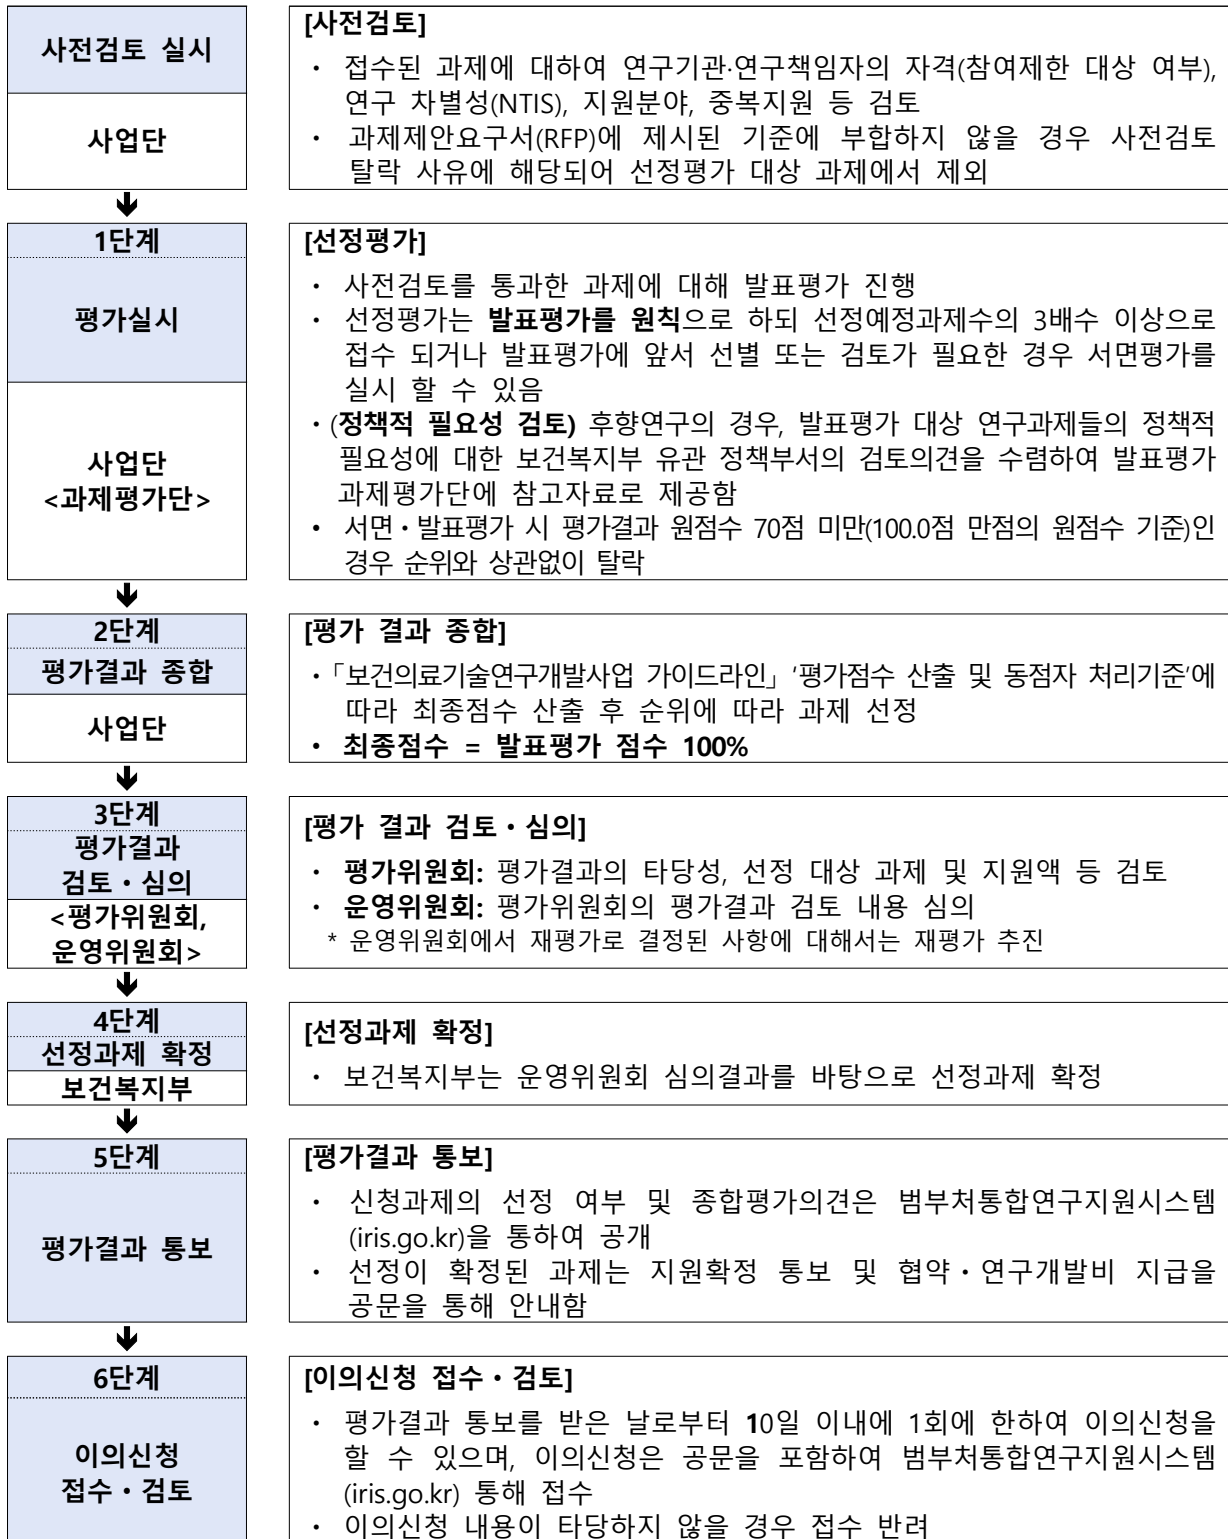 사전검토 실시
사업단
[사전검토]
· 접수된 과제에 대하여 연구기관·연구책임자의 자격(참여제한 대상 여부),
연구 차별성(NTIS), 지원분야, 중복지원 등 검토
· 과제제안요구서(RFP)에 제시된 기준에 부합하지 않을 경우 사전검토
탈락 사유에 해당되어 선정평가 대상 과제에서 제외
🡻
1단계
평가실시
사업단
<과제평가단>
[선정평가]
· 사전검토를 통과한 과제에 대해 발표평가 진행
· 선정평가는 발표평가를 원칙으로 하되 선정예정과제수의 3배수 이상으로
접수 되거나 발표평가에 앞서 선별 또는 검토가 필요한 경우 서면평가를
실시 할 수 있음
· (정책적 필요성 검토) 후향연구의 경우, 발표평가 대상 연구과제들의 정책적
필요성에 대한 보건복지부 유관 정책부서의 검토의견을 수렴하여 발표평가
과제평가단에 참고자료로 제공함
· 서면·발표평가 시 평가결과 원점수 70점 미만(100.0점 만점의 원점수 기준)인
경우 순위와 상관없이 탈락
🡻
2단계
평가결과 종합
사업단
[평가 결과 종합]
· 「보건의료기술연구개발사업 가이드라인」 '평가점수 산출 및 동점자 처리기준'에
따라 최종점수 산출 후 순위에 따라 과제 선정
· 최종점수 = 발표평가 점수 100%
🡻
3단계
평가결과
검토·심의
<평가위원회,
운영위원회>
[평가 결과 검토·심의]
· 평가위원회: 평가결과의 타당성, 선정 대상 과제 및 지원액 등 검토
· 운영위원회: 평가위원회의 평가결과 검토 내용 심의
* 운영위원회에서 재평가로 결정된 사항에 대해서는 재평가 추진
🡻
4단계
선정과제 확정
보건복지부
[선정과제 확정]
· 보건복지부는 운영위원회 심의결과를 바탕으로 선정과제 확정
🡻
5단계
평가결과 통보
[평가결과 통보]
· 신청과제의 선정 여부 및 종합평가의견은 범부처통합연구지원시스템
(iris.go.kr)을 통하여 공개
· 선정이 확정된 과제는 지원확정 통보 및 협약·연구개발비 지급을
공문을 통해 안내함
🡻
6단계
이의신청
접수·검토
[이의신청 접수·검토]
· 평가결과 통보를 받은 날로부터 10일 이내에 1회에 한하여 이의신청을
할 수 있으며, 이의신청은 공문을 포함하여 범부처통합연구지원시스템
(iris.go.kr) 통해 접수
· 이의신청 내용이 타당하지 않을 경우 접수 반려